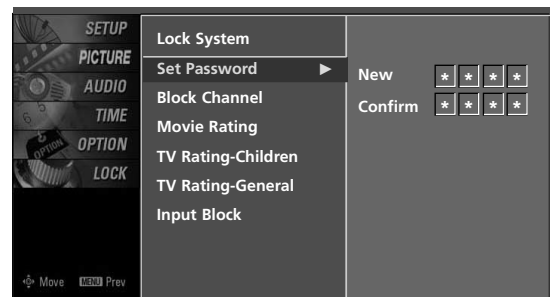 SETUP
PICTURE
AUDIO
TIME
OPTION
LOCK
Move MENU Prev
Lock System
Set Password ►
Block Channel
Movie Rating
TV Rating-Children
TV Rating-General
Input Block
New * * * *
Confirm * * * *